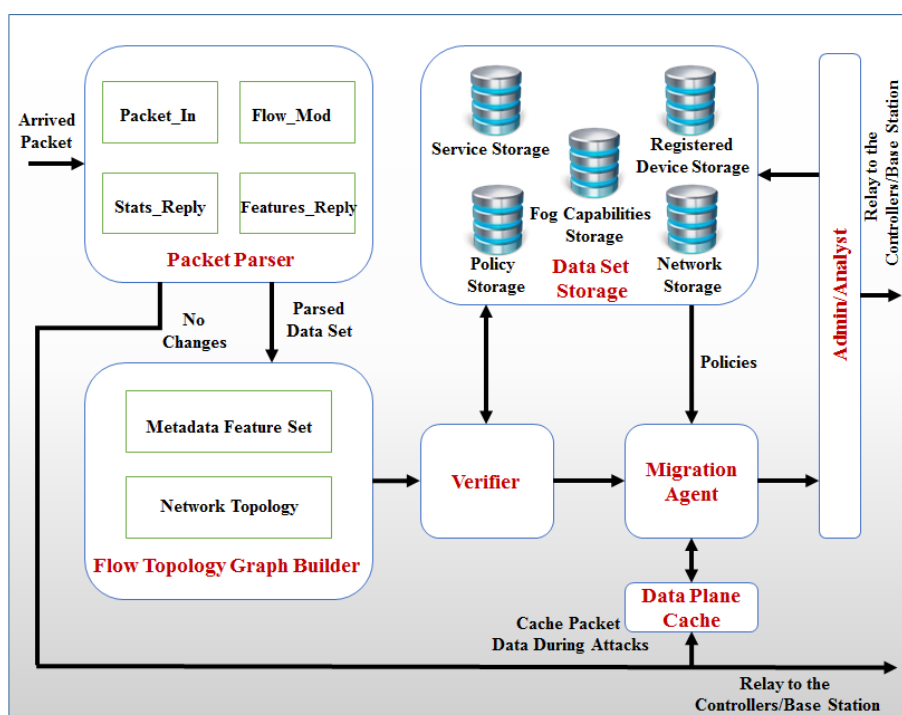 Arrived
Packet
Packet_In
Flow_Mod
Stats_Reply
Features_Reply
Packet Parser
Service Storage
Registered
Device Storage
Fog Capabilities
Storage
Policy
Storage
Data Set
Storage
Network
Storage
Admin/Analyst
Relay to the
Controllers/Base Station
No
Changes
Parsed
Data Set
Policies
Metadata Feature Set
Network Topology
Flow Topology Graph Builder
Verifier
Migration
Agent
Data Plane
Cache
Cache Packet
Data During Attacks
Relay to the
Controllers/Base Station